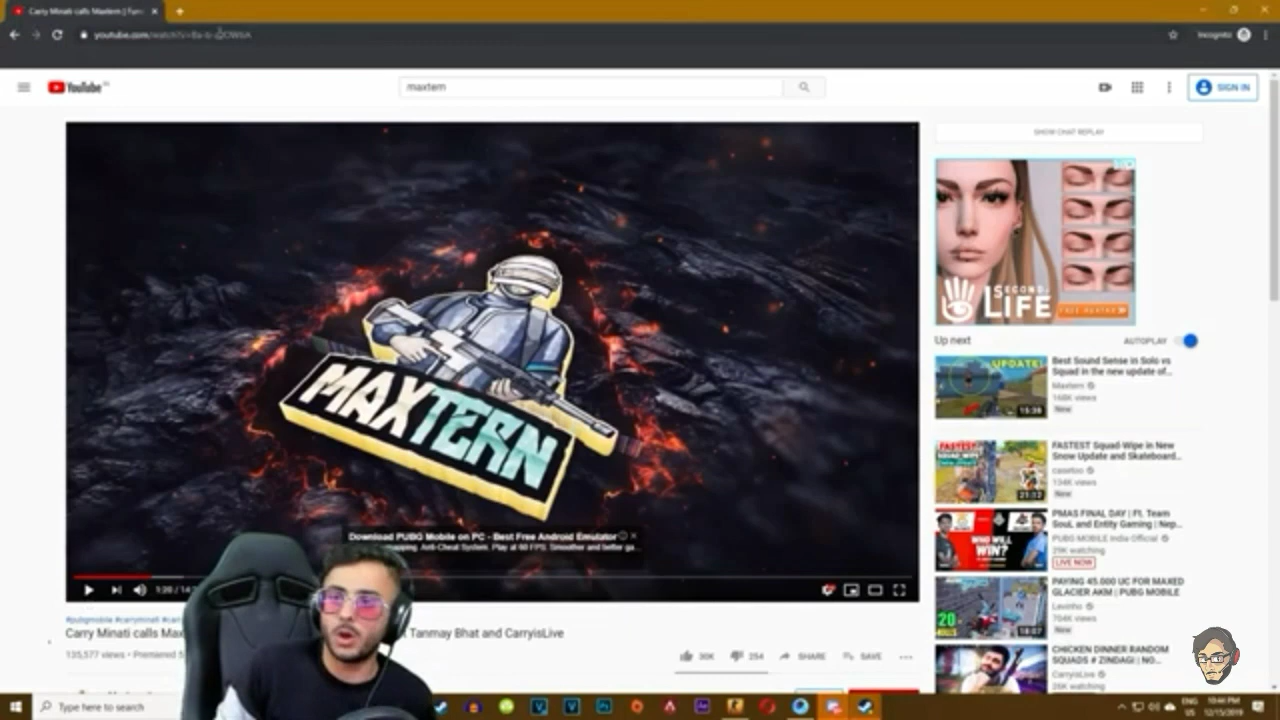 Carry Minati calls Maxtern | Fun
youtube.com/watch?v=
Incognito
YouTube
maxtern
SIGN IN
SHOW CHAT REPLAY
MAXTERN
SECOND
LIFE
Up next
AUTOPLAY
UPDATE!
15:38
Best Sound Sense in Solo vs
Squad in the new update of...
Maxtern
168K views
New
FASTEST
21:12
FASTEST Squad-Wipe in New
Snow Update and Skateboard...
casetoo
134K views
New
WHO WILL
WIN?
PMAS FINAL DAY | Ft. Team
SouL and Entity Gaming | Nep...
PUBG MOBILE India Official
29K watching
LIVE NOW
20
18:07
PAYING 45.000 UC FOR MAXED
GLACIER AKM | PUBG MOBILE
Levinho
704K views
New
CHICKEN DINNER RANDOM
SQUADS # ZINDAGI | NO...
CarryisLive
Download PUBG Mobile on PC - Best Free Android Emulator
Anti-Cheat System. Play at 60 FPS. Smoother and better ga...
#pubgmobile #carryminati
Carry Minati calls Max
Tanmay Bhat and CarryisLive
135,577 views • Premiered
30K
254
SHARE
SAVE
Type here to search
ENG
US
10:44 PM
12/15/2019